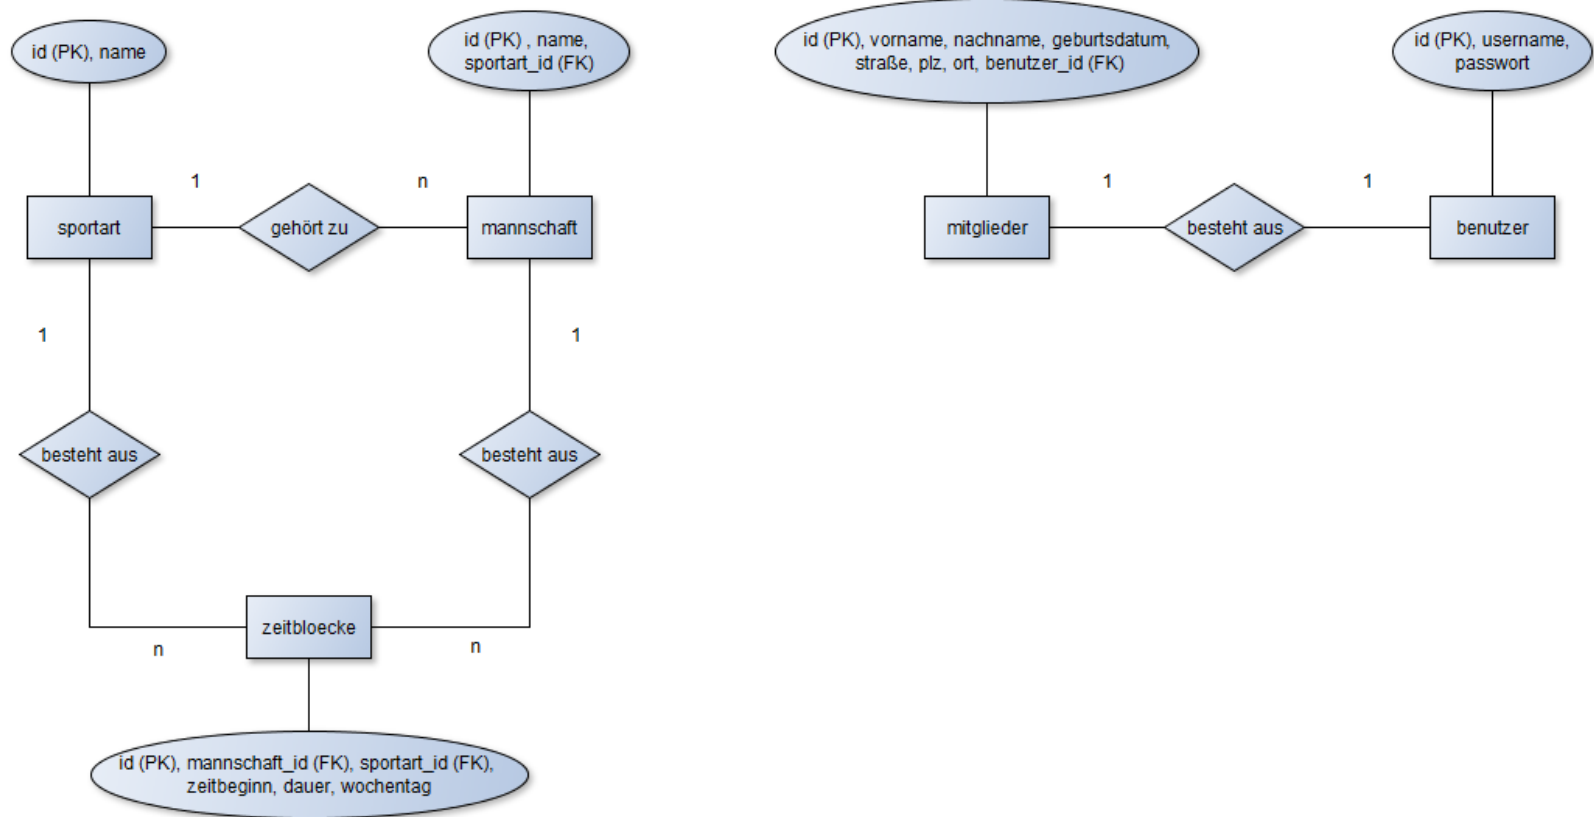 id (PK), name
id (PK) , name,
sportart_id (FK)
id (PK), vorname, nachname, geburtsdatum,
straße, plz, ort, benutzer_id (FK)
id (PK), username,
passwort
1
n
1
1
sportart
gehört zu
mannschaft
mitglieder
besteht aus
benutzer
1
1
besteht aus
besteht aus
zeitbloecke
n
n
id (PK), mannschaft_id (FK), sportart_id (FK),
zeitbeginn, dauer, wochentag